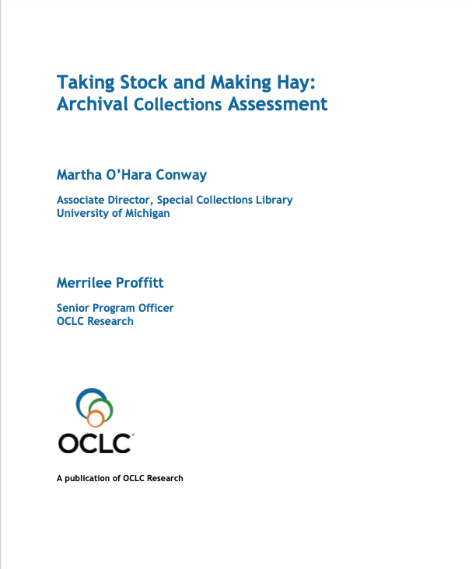 Taking Stock and Making Hay:
Archival Collections Assessment
Martha O’Hara Conway
Associate Director, Special Collections Library
University of Michigan
Merrilee Proffitt
Senior Program Officer
OCLC Research
OCLC
A publication of OCLC Research